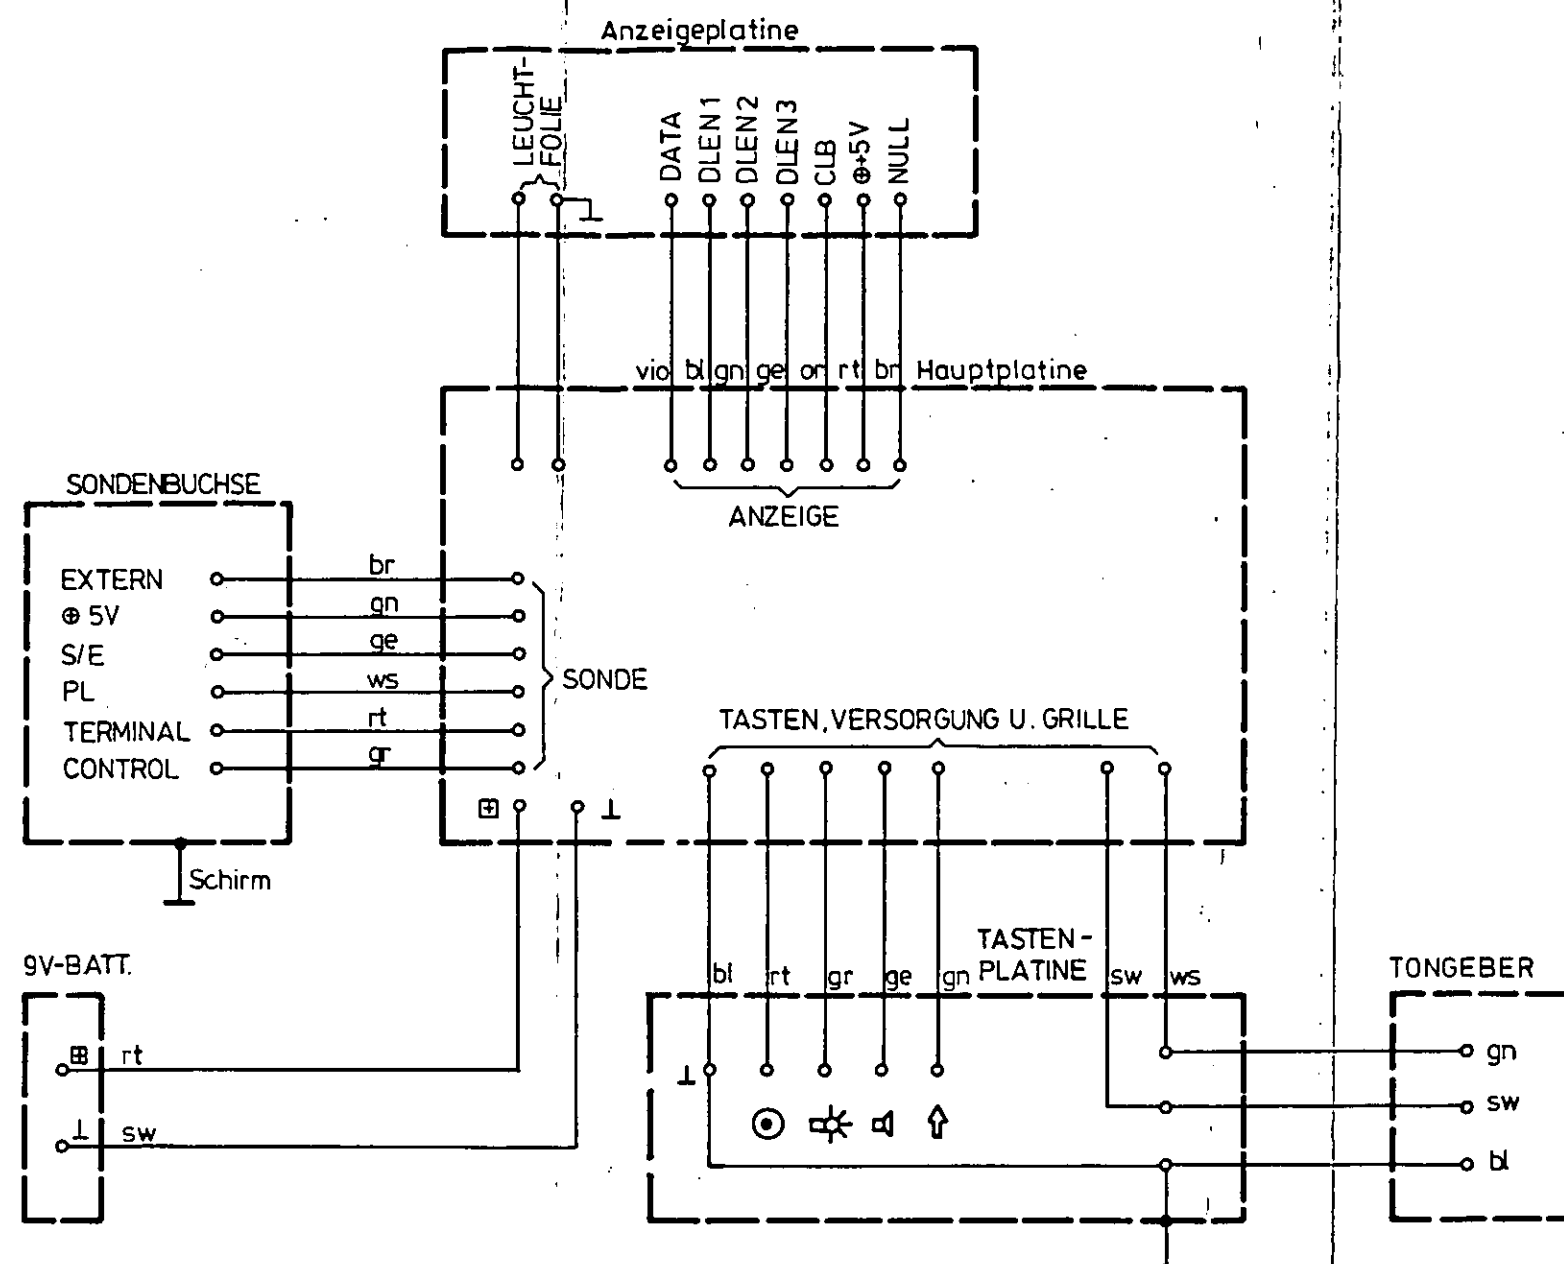 Anzeigeplatine
LEUCHT-
FOLIE
DATA
DLEN1
DLEN2
DLEN3
CLB
⊕+5V
NULL
vio bl gn ge or rt br Hauptplatine
ANZEIGE
SONDENBUCHSE
EXTERN
⊕ 5V
S/E
PL
TERMINAL
CONTROL
br
gn
ge
ws
rt
gr
SONDE
Schirm
TASTEN, VERSORGUNG U. GRILLE
9V-BATT.
rt
sw
TASTEN-
PLATINE
bl rt gr ge gn sw ws
TONGEBER
gn
sw
bl